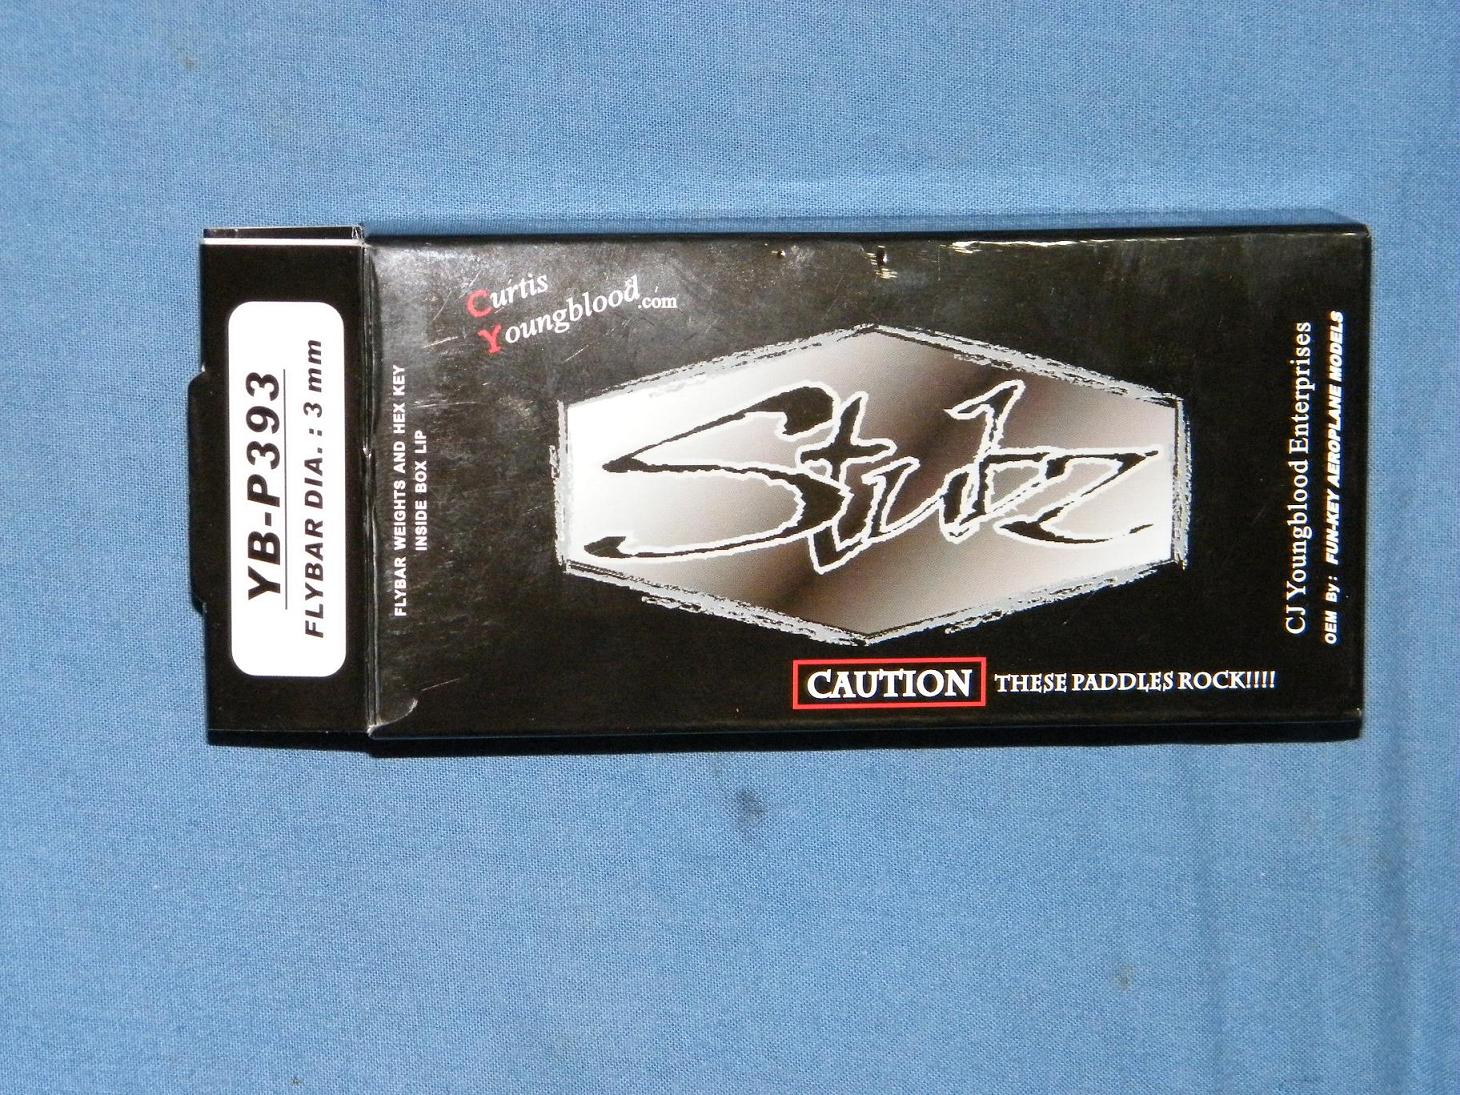 YB-P393
FLYBAR DIA. : 3 mm
FLYBAR WEIGHTS AND HEX KEY
INSIDE BOX LIP
Curtis
Youngblood.com
Stubz
CAUTION THESE PADDLES ROCK!!!!
CJ Youngblood Enterprises
OEM By: FUN-KEY AEROPLANE MODELS